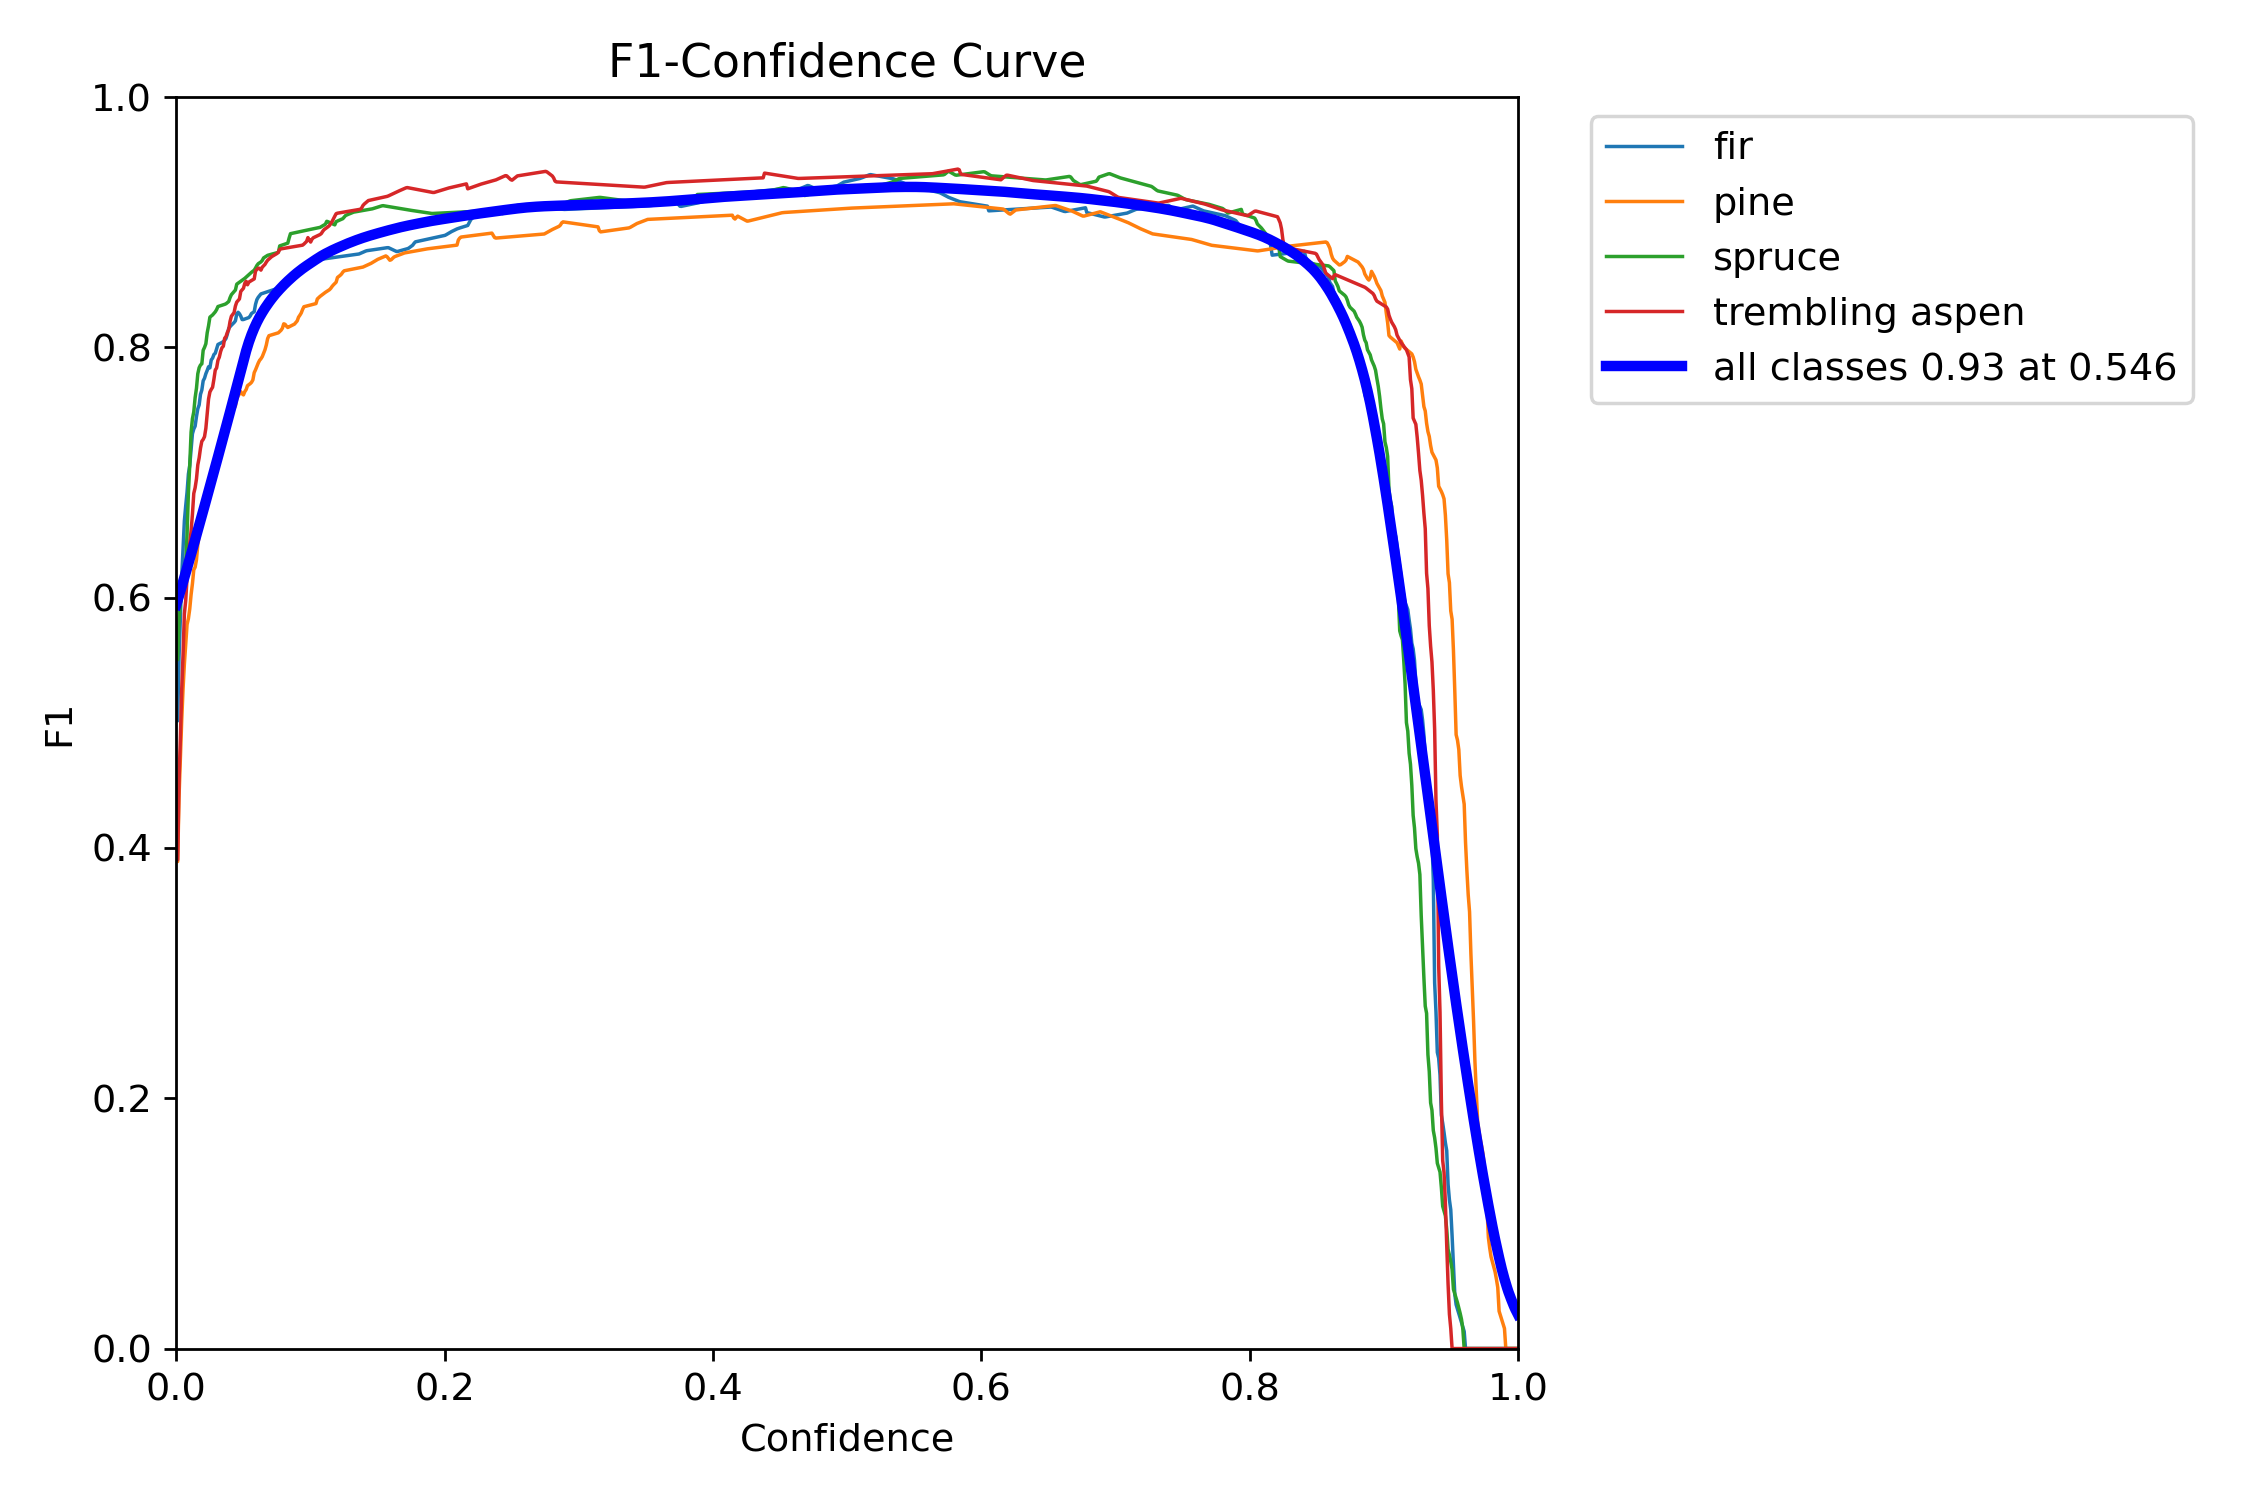 F1-Confidence Curve
1.0
0.8
0.6
0.4
0.2
0.0
F1
0.0 0.2 0.4 0.6 0.8 1.0
Confidence
fir
pine
spruce
trembling aspen
all classes 0.93 at 0.546